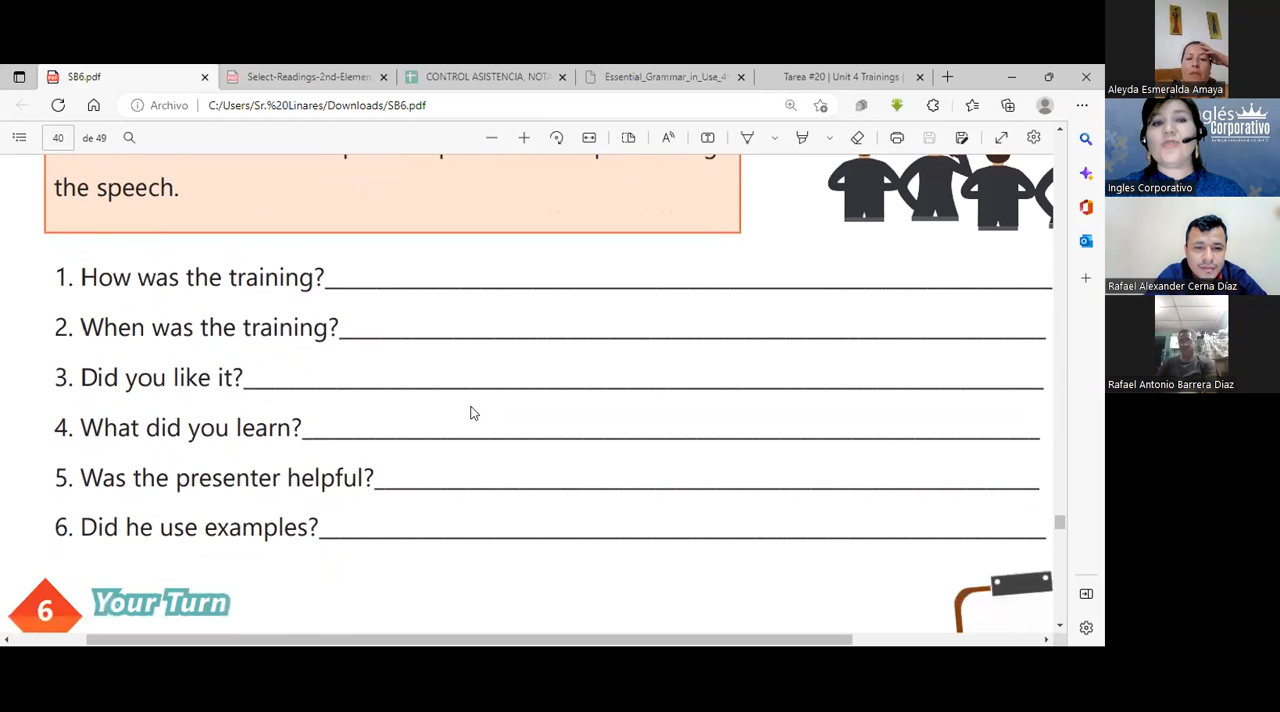 SB6.pdf
Select-Readings-2nd-Elemen
CONTROL ASISTENCIA, NOTA
Essential_Grammar_in_Use_4
Tarea #20 | Unit 4 Trainings |
Archivo
C:/Users/Sr.%20Linares/Downloads/SB6.pdf
40
de 49
the speech.
1. How was the training?
2. When was the training?
3. Did you like it?
4. What did you learn?
5. Was the presenter helpful?
6. Did he use examples?
6
Your Turn
Aleyda Esmeralda Amaya
glés
Corporativo
Ingles Corporativo
Rafael Alexander Cerna Díaz
Rafael Antonio Barrera Diaz